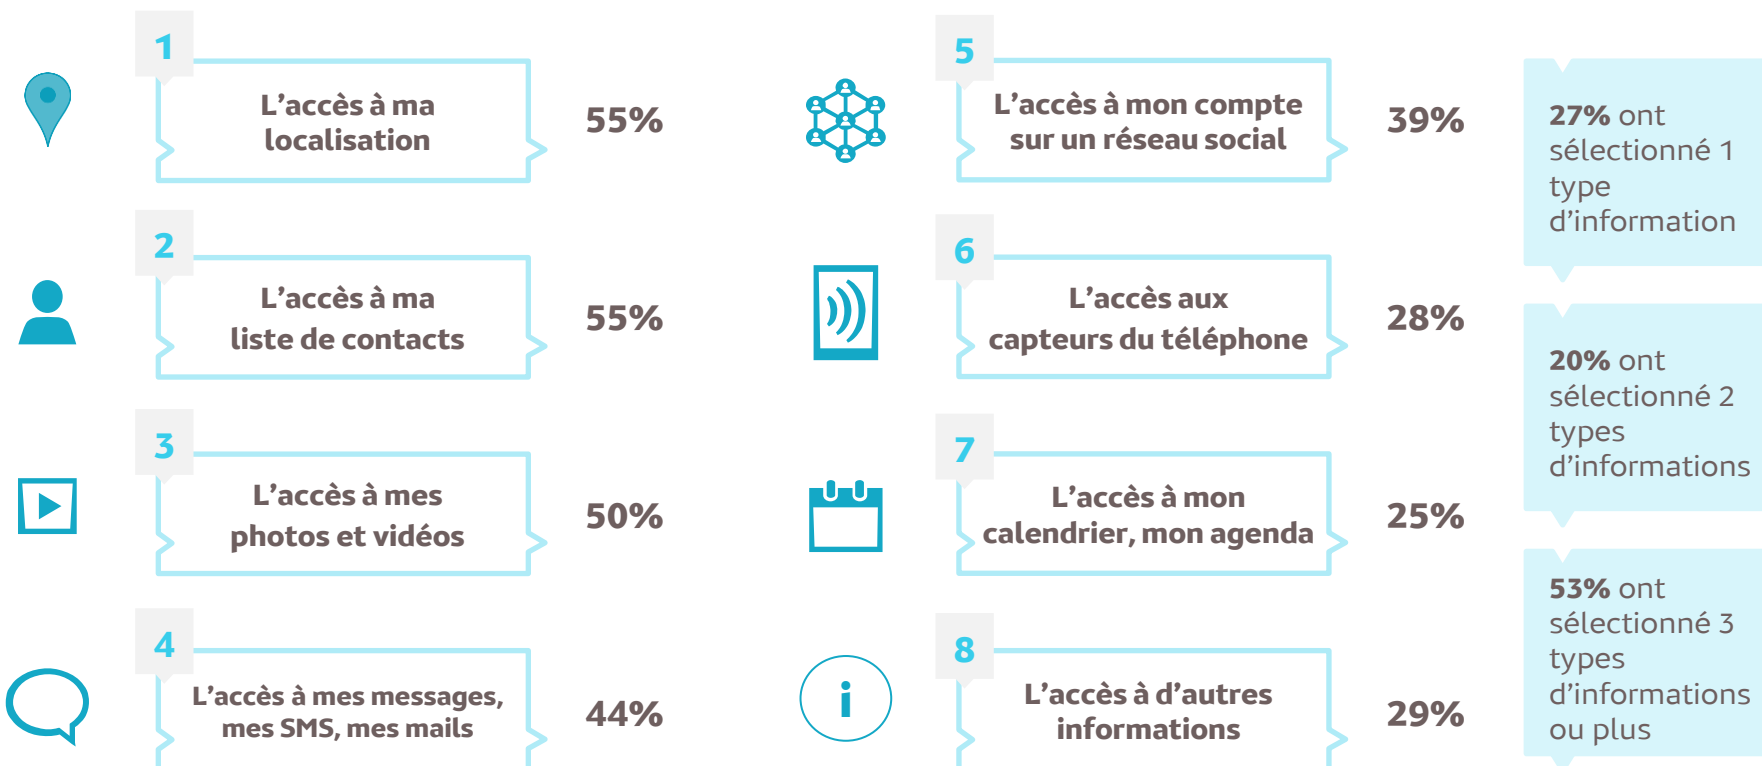 1
L’accès à ma
localisation
55%
2
L’accès à ma
liste de contacts
55%
3
L’accès à mes
photos et vidéos
50%
4
L’accès à mes messages,
mes SMS, mes mails
44%
5
L’accès à mon compte
sur un réseau social
39%
6
L’accès aux
capteurs du téléphone
28%
7
L’accès à mon
calendrier, mon agenda
25%
i
8
L’accès à d’autres
informations
29%
27% ont
sélectionné 1
type
d’information
20% ont
sélectionné 2
types
d’informations
53% ont
sélectionné 3
types
d’informations
ou plus